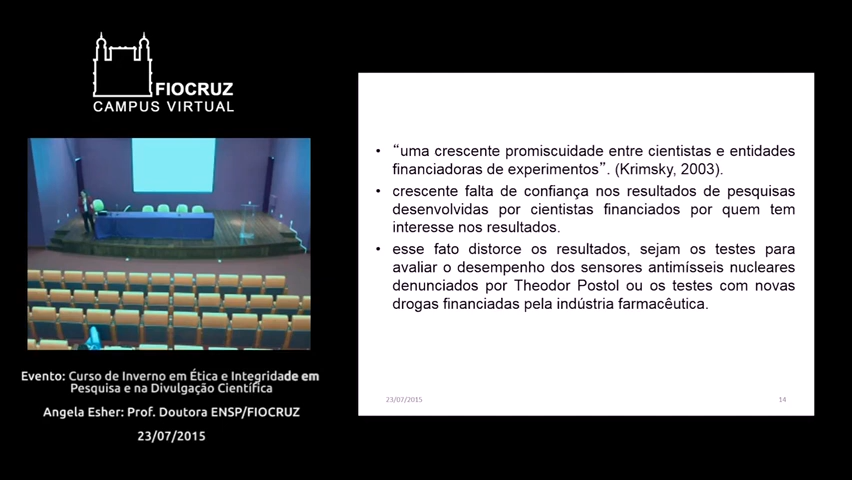 FIOCRUZ
CAMPUS VIRTUAL
Evento: Curso de Inverno em Ética e Integridade em
Pesquisa e na Divulgação Científica
Angela Esher: Prof. Doutora ENSP/FIOCRUZ
23/07/2015
• “uma crescente promiscuidade entre cientistas e entidades
financiadoras de experimentos”. (Krimsky, 2003).
• crescente falta de confiança nos resultados de pesquisas
desenvolvidas por cientistas financiados por quem tem
interesse nos resultados.
• esse fato distorce os resultados, sejam os testes para
avaliar o desempenho dos sensores antimísseis nucleares
denunciados por Theodor Postol ou os testes com novas
drogas financiadas pela indústria farmacêutica.
23/07/2015
14